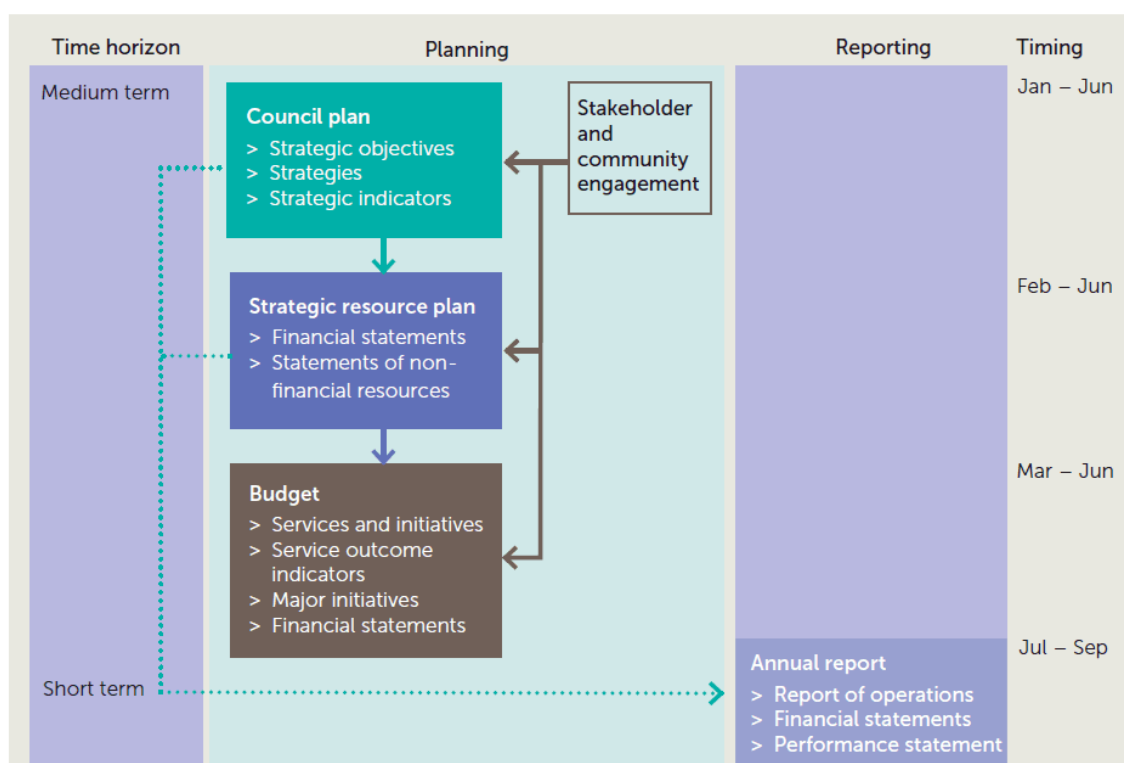 Time horizon
Planning
Reporting
Timing
Medium term
Council plan
> Strategic objectives
> Strategies
> Strategic indicators
Stakeholder
and
community
engagement
Jan – Jun
Strategic resource plan
> Financial statements
> Statements of non-
financial resources
Feb – Jun
Budget
> Services and initiatives
> Service outcome
indicators
> Major initiatives
> Financial statements
Mar – Jun
Short term
Annual report
> Report of operations
> Financial statements
> Performance statement
Jul – Sep